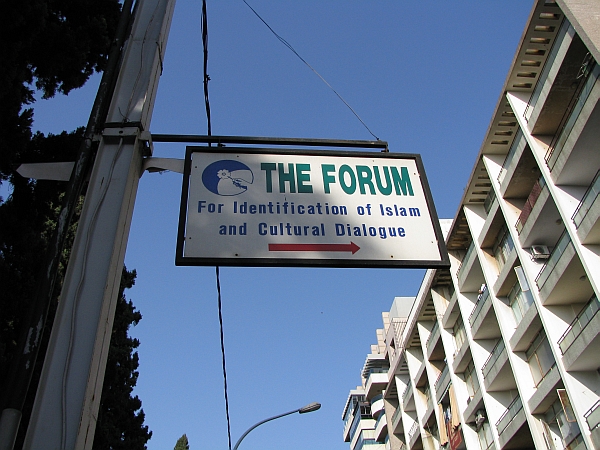 THE FORUM
For Identification of Islam
and Cultural Dialogue